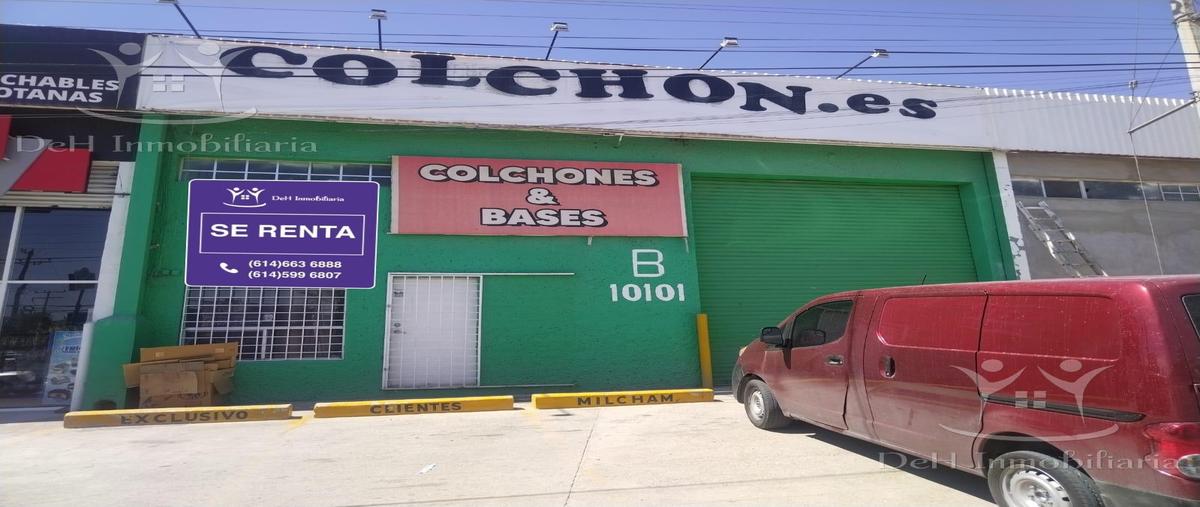 COLCHON.es
CHABLES
OTANAS
DeH Inmobiliaria
DeH Inmobiliaria
SE RENTA
(614)663 6888
(614)599 6807
COLCHONES
&
BASES
B
10101
EXCLUSIVO
CLIENTES
MILCHAM.
DeH Inmobiliaria